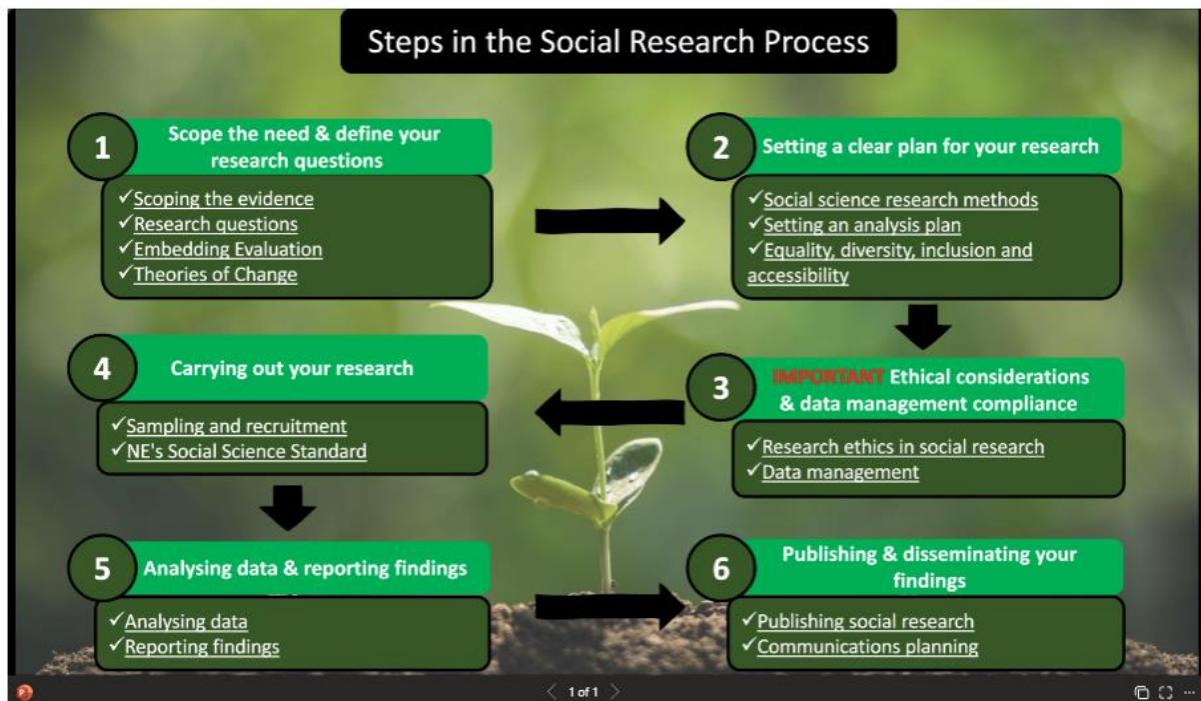 Steps in the Social Research Process
1
Scope the need & define your
research questions
✓Scoping the evidence
✓Research questions
✓Embedding Evaluation
✓Theories of Change
2
Setting a clear plan for your research
✓Social science research methods
✓Setting an analysis plan
✓Equality, diversity, inclusion and
accessibility
3
IMPORTANT Ethical considerations
& data management compliance
✓Research ethics in social research
✓Data management
4
Carrying out your research
✓Sampling and recruitment
✓NE's Social Science Standard
5
Analysing data & reporting findings
✓Analysing data
✓Reporting findings
6
Publishing & disseminating your
findings
✓Publishing social research
✓Communications planning
1 of 1